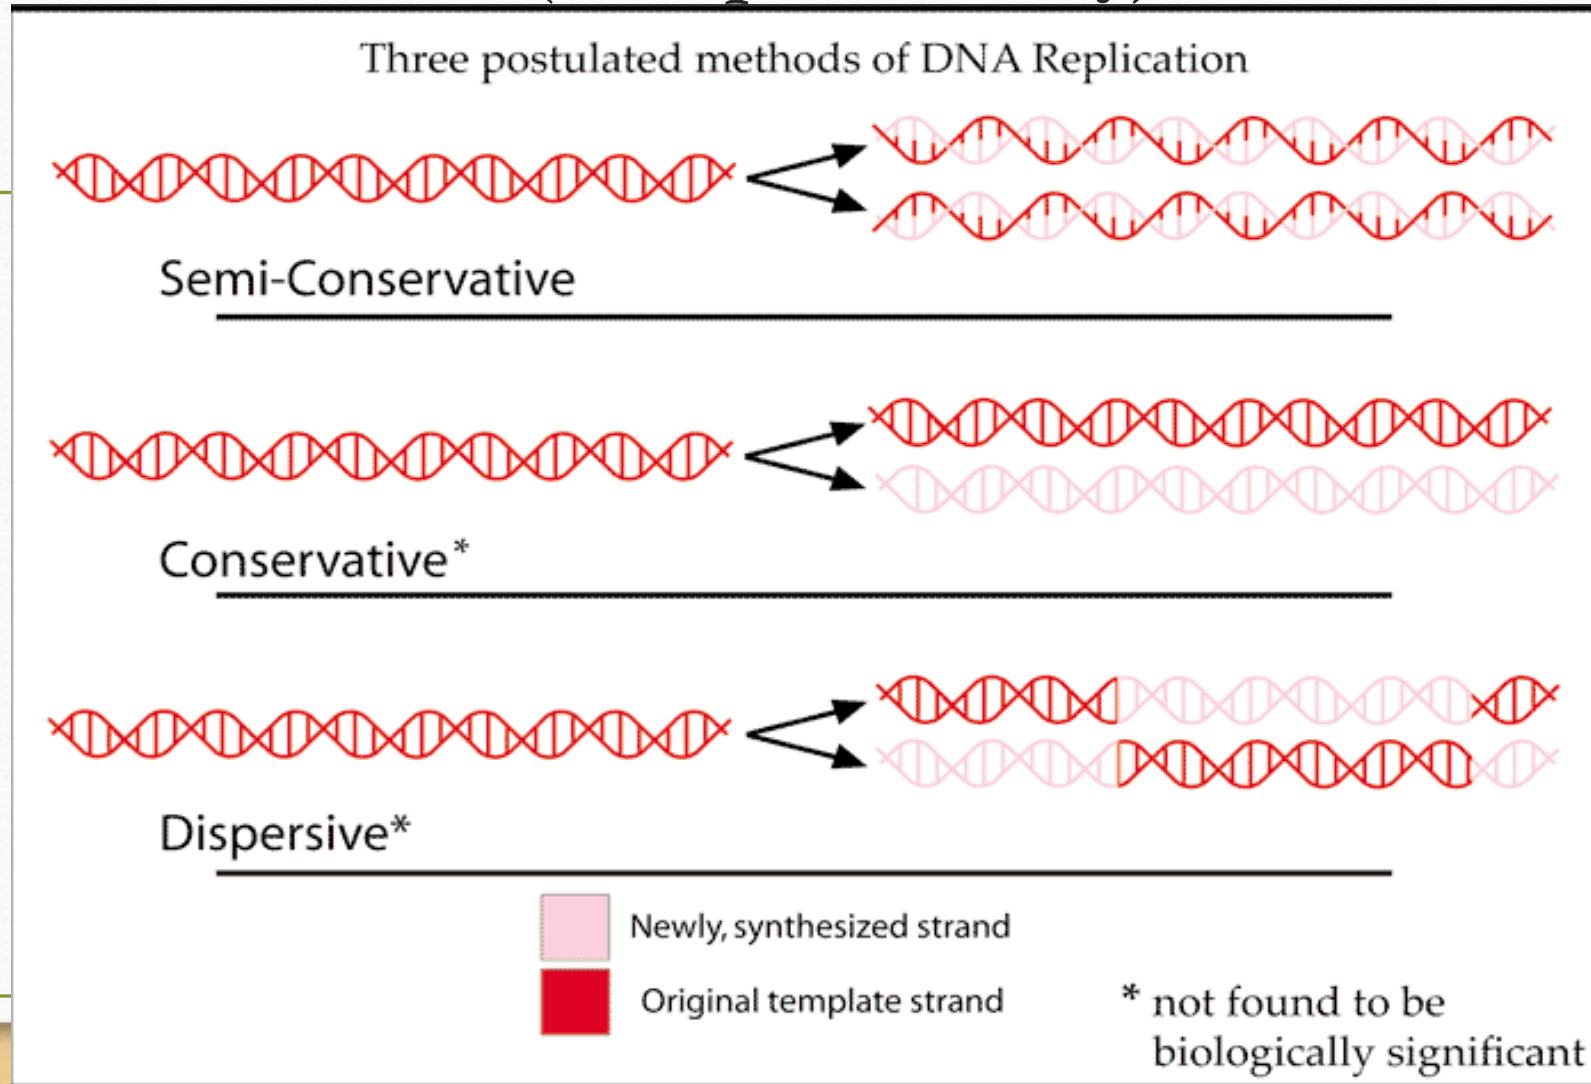 Three postulated methods of DNA Replication
Semi-Conservative
Conservative*
Dispersive*
Newly, synthesized strand
Original template strand
* not found to be
biologically significant